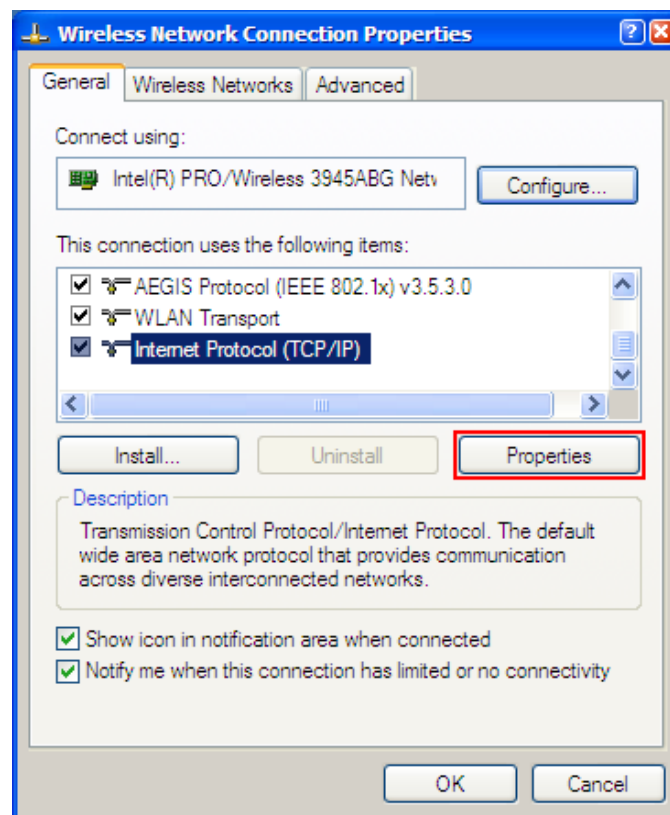 Wireless Network Connection Properties
General Wireless Networks Advanced
Connect using:
Intel(R) PRO/Wireless 3945ABG Netw
Configure...
This connection uses the following items:
AEGIS Protocol (IEEE 802.1x) v3.5.3.0
WLAN Transport
Internet Protocol (TCP/IP)
Install... Uninstall Properties
Description
Transmission Control Protocol/Internet Protocol. The default
wide area network protocol that provides communication
across diverse interconnected networks.
Show icon in notification area when connected
Notify me when this connection has limited or no connectivity
OK Cancel